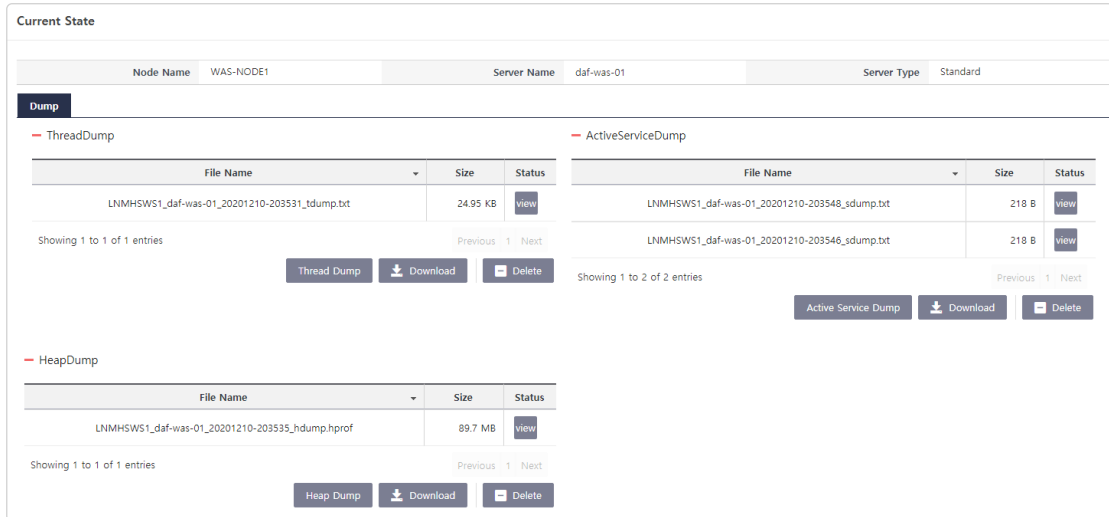 Current State
Node Name WAS-NODE1 Server Name daf-was-01 Server Type Standard
Dump
ThreadDump
File Name Size Status
LNMHSWS1_daf-was-01_20201210-203531_tdump.txt 24.95 KB view
Showing 1 to 1 of 1 entries Previous 1 Next
Thread Dump Download Delete
ActiveServiceDump
File Name Size Status
LNMHSWS1_daf-was-01_20201210-203548_sdump.txt 218 B view
LNMHSWS1_daf-was-01_20201210-203546_sdump.txt 218 B view
Showing 1 to 2 of 2 entries Previous 1 Next
Active Service Dump Download Delete
HeapDump
File Name Size Status
LNMHSWS1_daf-was-01_20201210-203535_hdump.hprof 89.7 MB view
Showing 1 to 1 of 1 entries Previous 1 Next
Heap Dump Download Delete